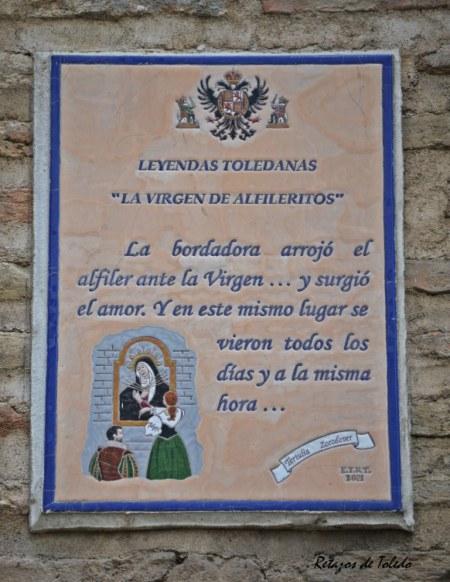 LEYENDAS TOLEDANAS
"LA VIRGEN DE ALFILERITOS"
La bordadora arrojó el
alfiler ante la Virgen ... y surgió
el amor. Y en este mismo lugar se
vieron todos los
días y a la misma
hora ...
Tertulia Zocodover
Retazos de Toledo